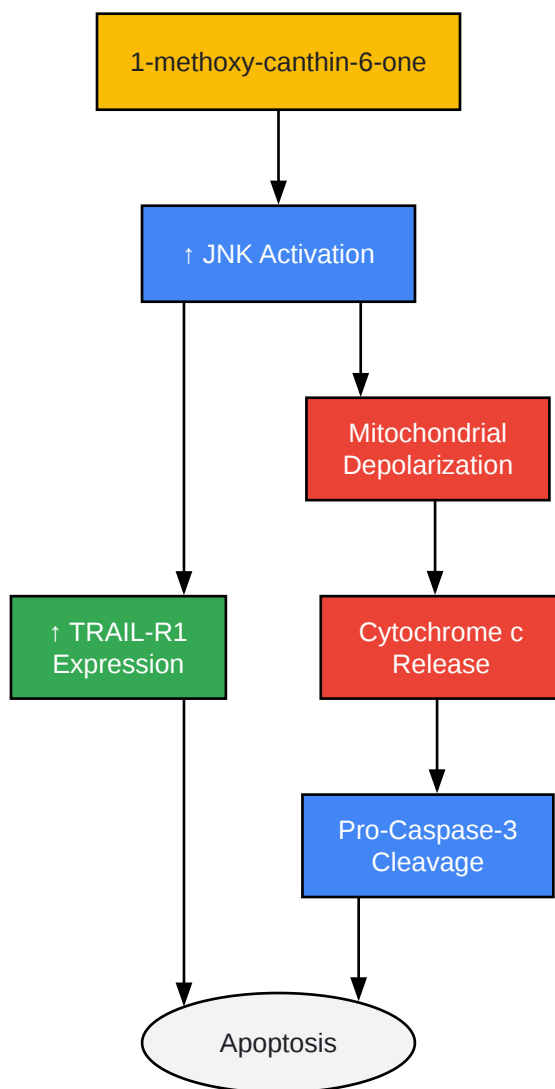 1-methoxy-canthin-6-one
↑ JNK Activation
Mitochondrial
Depolarization
↑ TRAIL-R1
Expression
Cytochrome c
Release
Pro-Caspase-3
Cleavage
Apoptosis